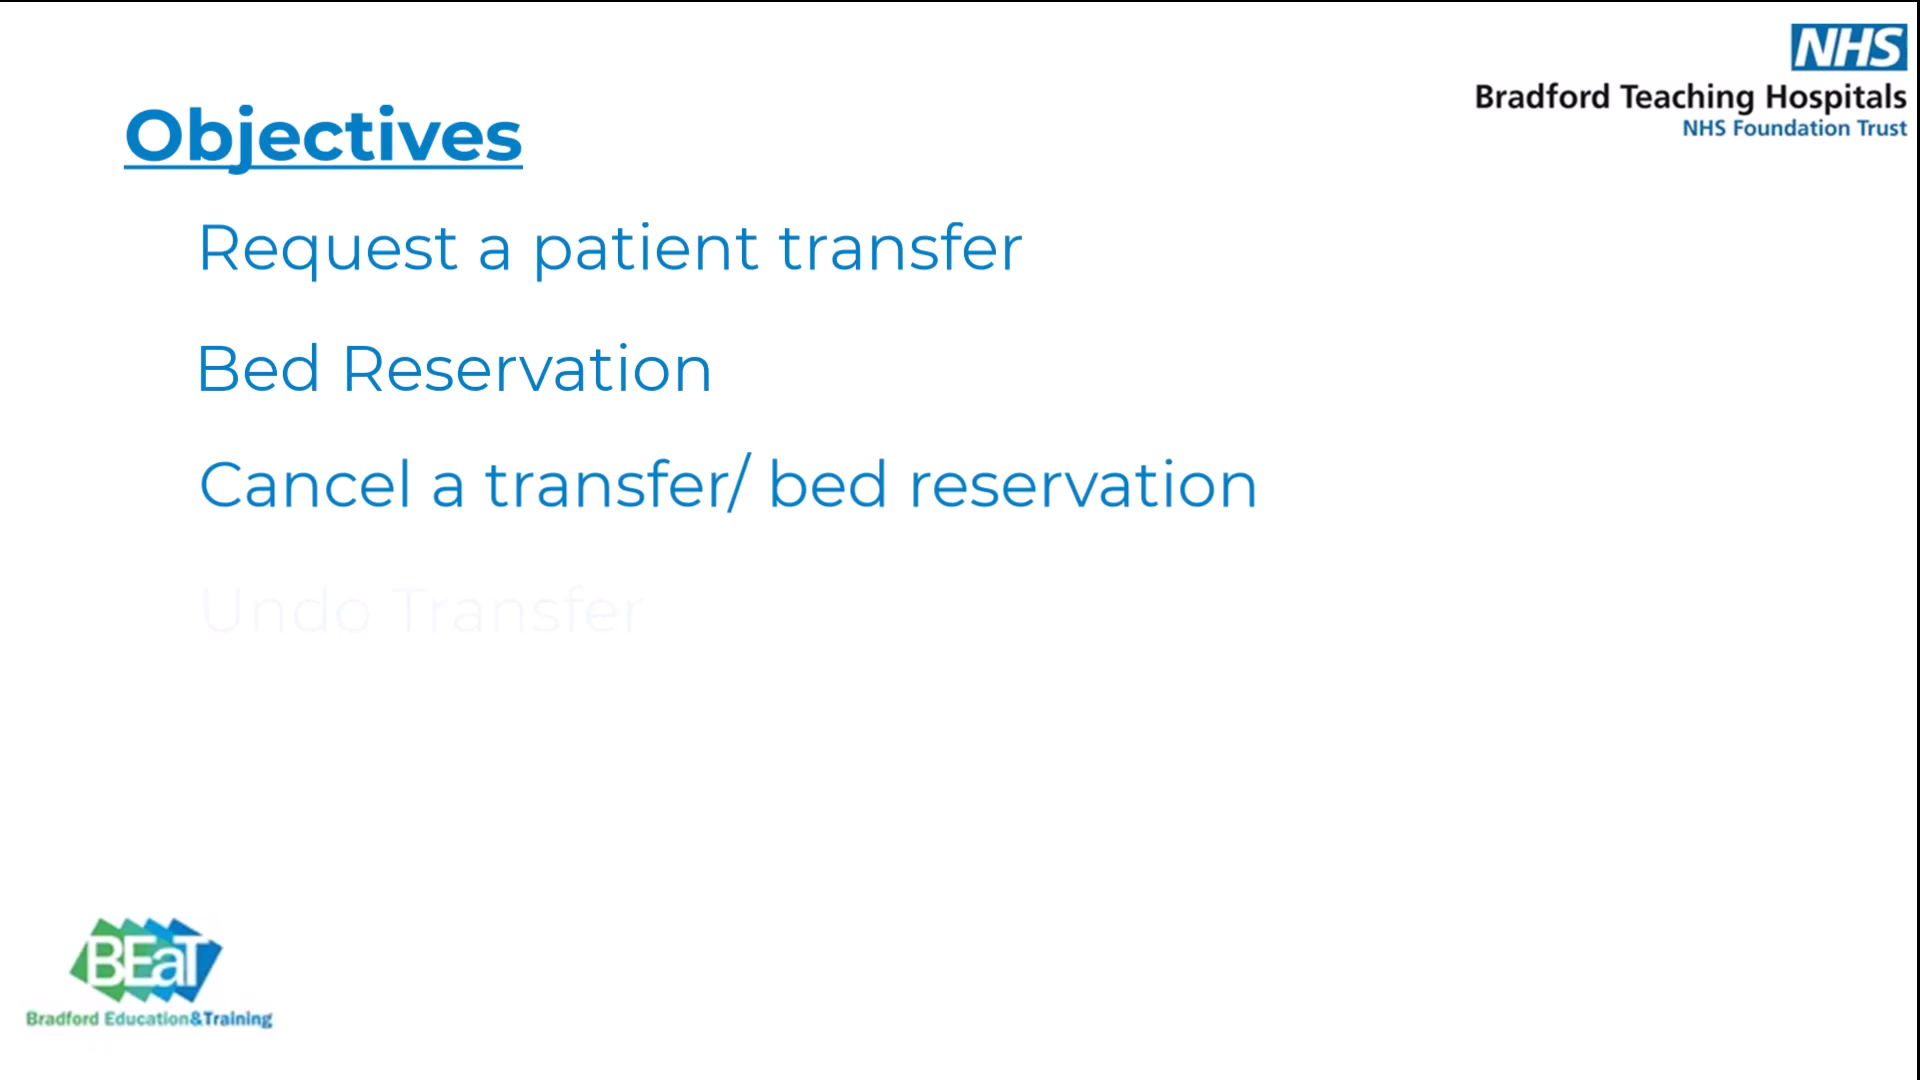 NHS
Bradford Teaching Hospitals
NHS Foundation Trust
Objectives
Request a patient transfer
Bed Reservation
Cancel a transfer/ bed reservation
Undo Transfer
BEaT
Bradford Education&Training